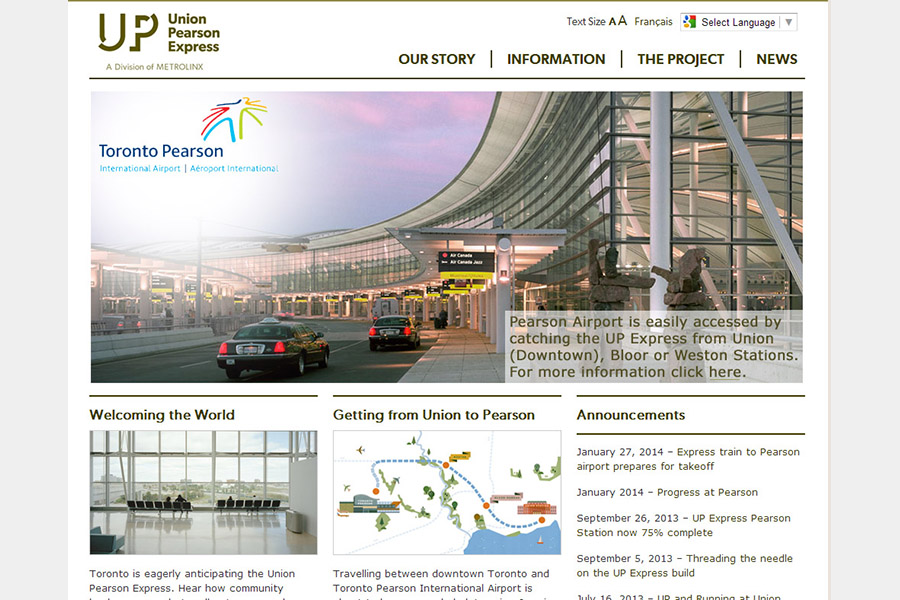 UP Union
Pearson
Express
A Division of METROLINX
Text Size A A Français Select Language ▼
OUR STORY | INFORMATION | THE PROJECT | NEWS
Toronto Pearson
International Airport | Aéroport International
Air Canada
Air Canada Jazz
Pearson Airport is easily accessed by
catching the UP Express from Union
(Downtown), Bloor or Weston Stations.
For more information click here.
Welcoming the World
Toronto is eagerly anticipating the Union
Pearson Express. Hear how community
Getting from Union to Pearson
Travelling between downtown Toronto and
Toronto Pearson International Airport is
Announcements
January 27, 2014 – Express train to Pearson
airport prepares for takeoff
January 2014 – Progress at Pearson
September 26, 2013 – UP Express Pearson
Station now 75% complete
September 5, 2013 – Threading the needle
on the UP Express build
July 16, 2013 – UP and Running at Union